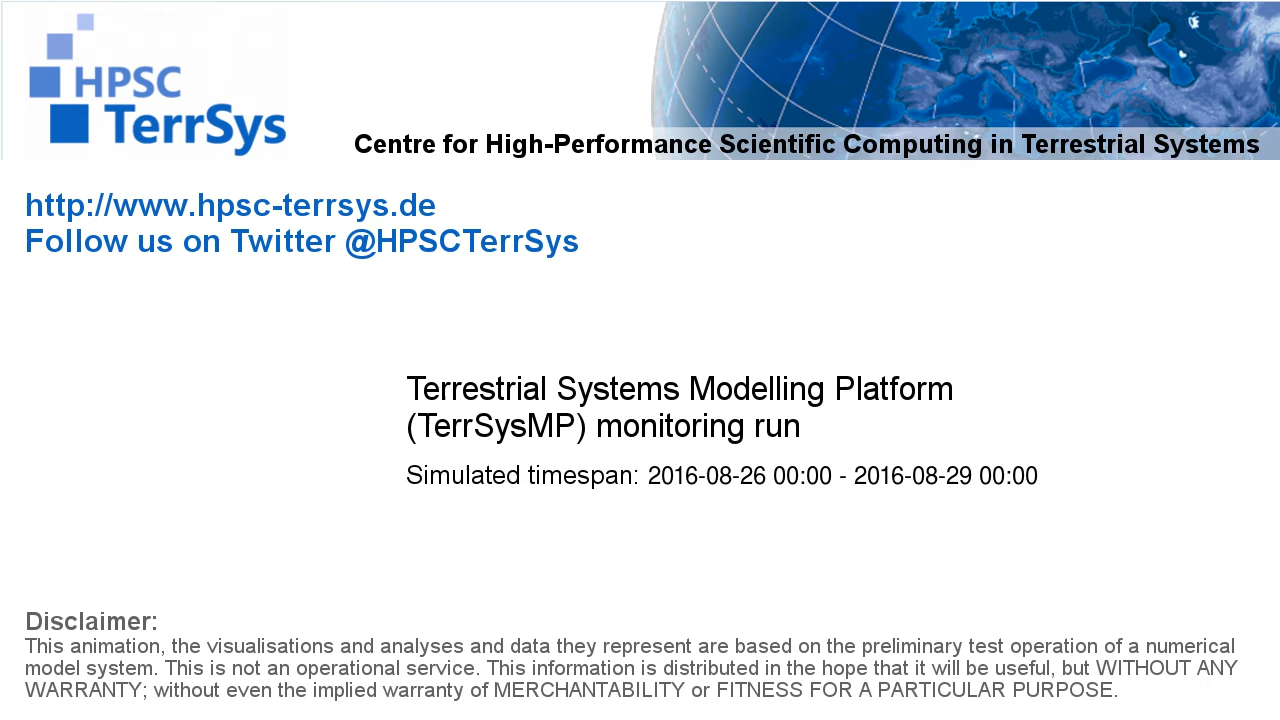 HPSC
TerrSys
Centre for High-Performance Scientific Computing in Terrestrial Systems
http://www.hpsc-terrsys.de
Follow us on Twitter @HPSCTerrSys
Terrestrial Systems Modelling Platform
(TerrSysMP) monitoring run
Simulated timespan: 2016-08-26 00:00 - 2016-08-29 00:00
Disclaimer:
This animation, the visualisations and analyses and data they represent are based on the preliminary test operation of a numerical
model system. This is not an operational service. This information is distributed in the hope that it will be useful, but WITHOUT ANY
WARRANTY; without even the implied warranty of MERCHANTABILITY or FITNESS FOR A PARTICULAR PURPOSE.